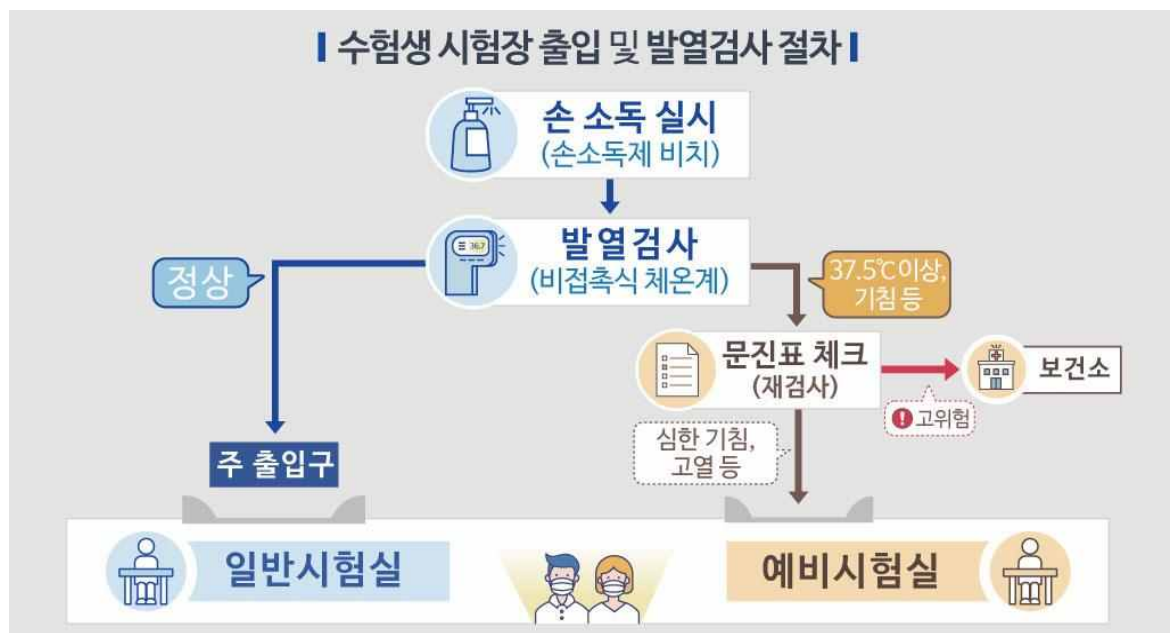 수험생 시험장 출입 및 발열검사 절차
손 소독 실시
(손소독제 비치)
발열검사
(비접촉식 체온계)
36.7
정상
37.5℃이상,
기침 등
문진표 체크
(재검사)
보건소
고위험
심한 기침,
고열 등
주 출입구
일반시험실
예비시험실